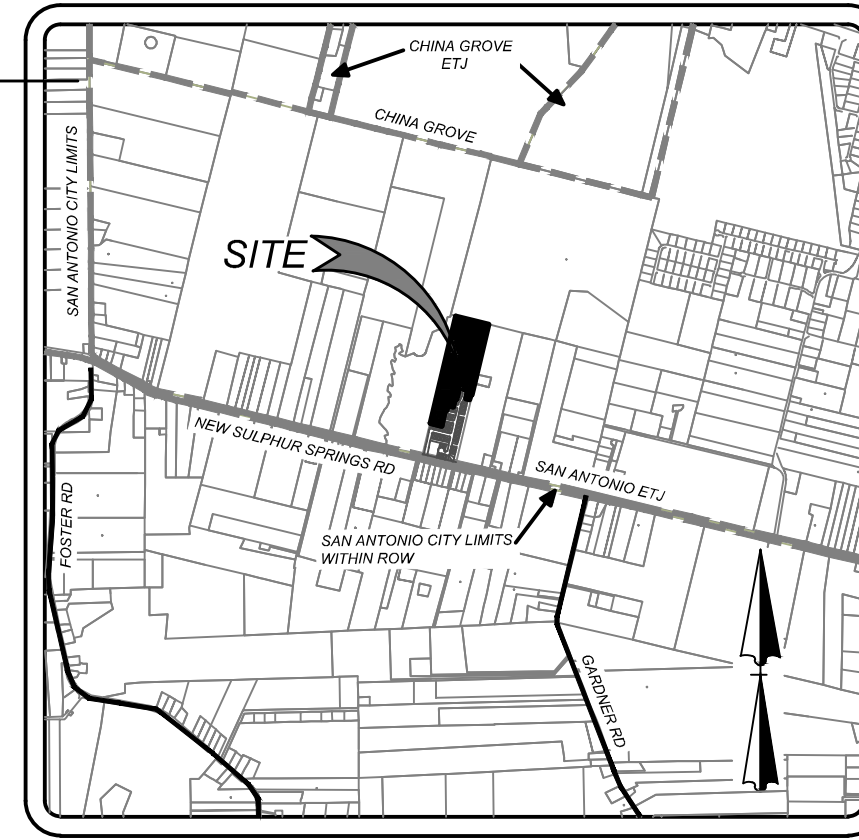 CHINA GROVE
ETJ
CHINA GROVE
SAN ANTONIO CITY LIMITS
SITE
NEW SULPHUR SPRINGS RD
SAN ANTONIO ETJ
FOSTER RD
SAN ANTONIO CITY LIMITS
WITHIN ROW
GARDNER RD